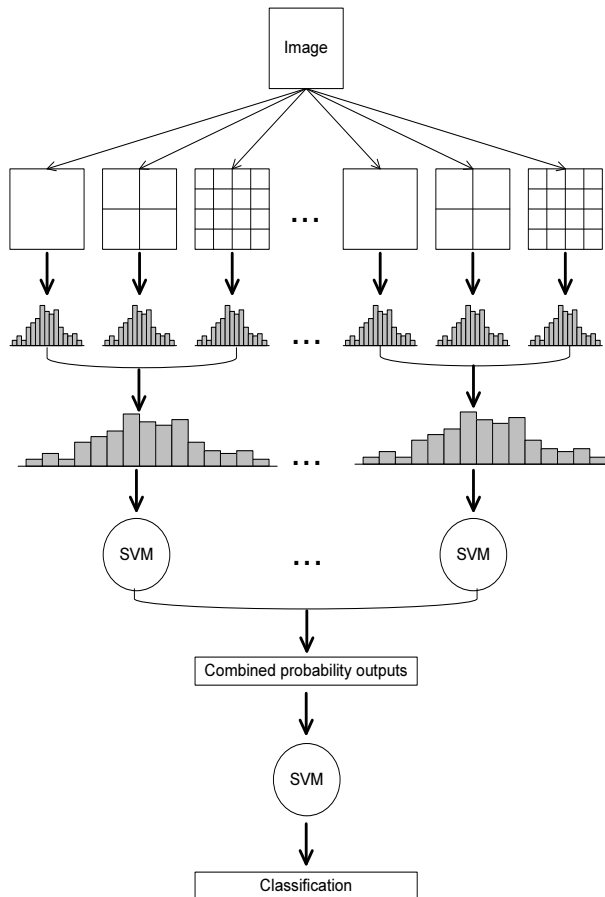 Image
...
...
...
SVM
...
SVM
Combined probability outputs
SVM
Classification